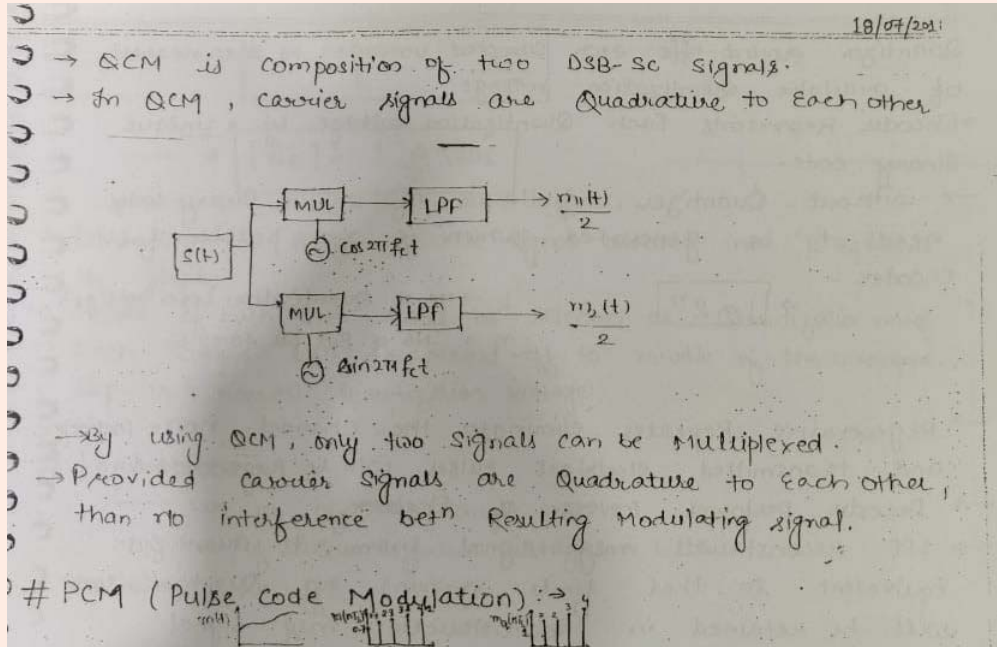 18/07/201
→ QCM is composition of two DSB-SC signals.
→ In QCM, carrier signals are Quadrature to Each other
MUL → LPF → m1(t)/2
S(t)
cos2πfct
MUL → LPF → m2(t)/2
sin2πfct
→ By using QCM, only two signals can be Multiplexed.
→ Provided carrier signals are Quadrature to each other,
than no interference betn Resulting Modulating signal.
# PCM (Pulse Code Modulation) :→
m(t)